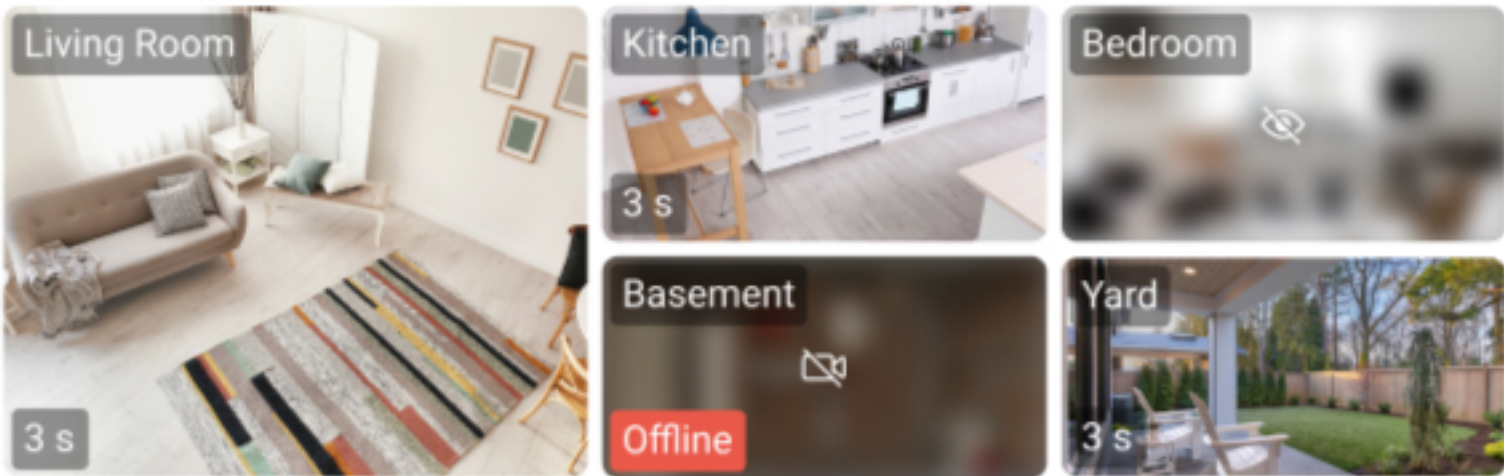 Living Room
Kitchen
Bedroom
3 s
Basement
Yard
3 s
Offline
3 s